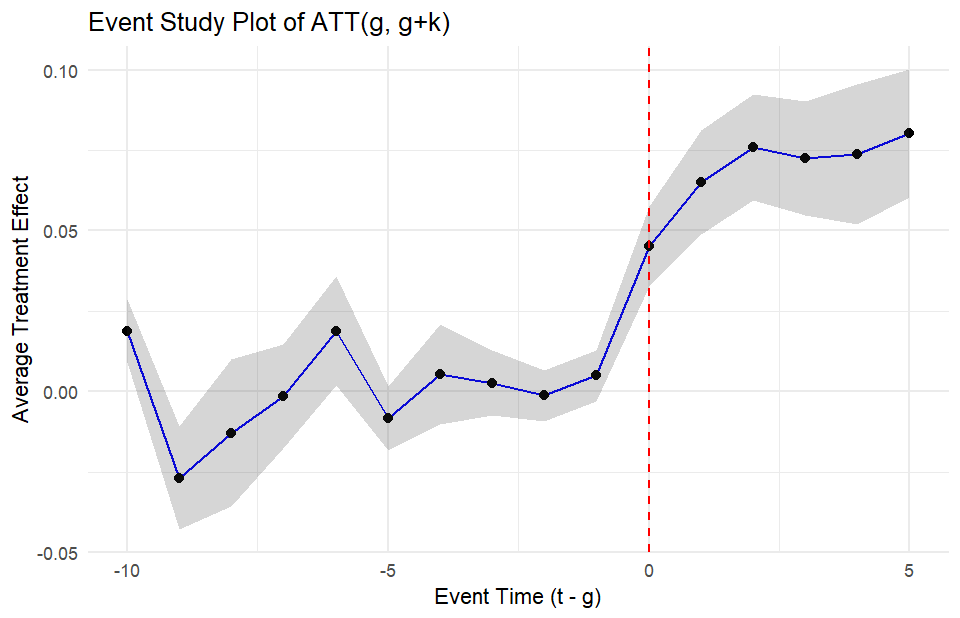 Event Study Plot of ATT(g, g+k)
0.10
0.05
0.00
-0.05
Average Treatment Effect
-10
-5
0
5
Event Time (t - g)